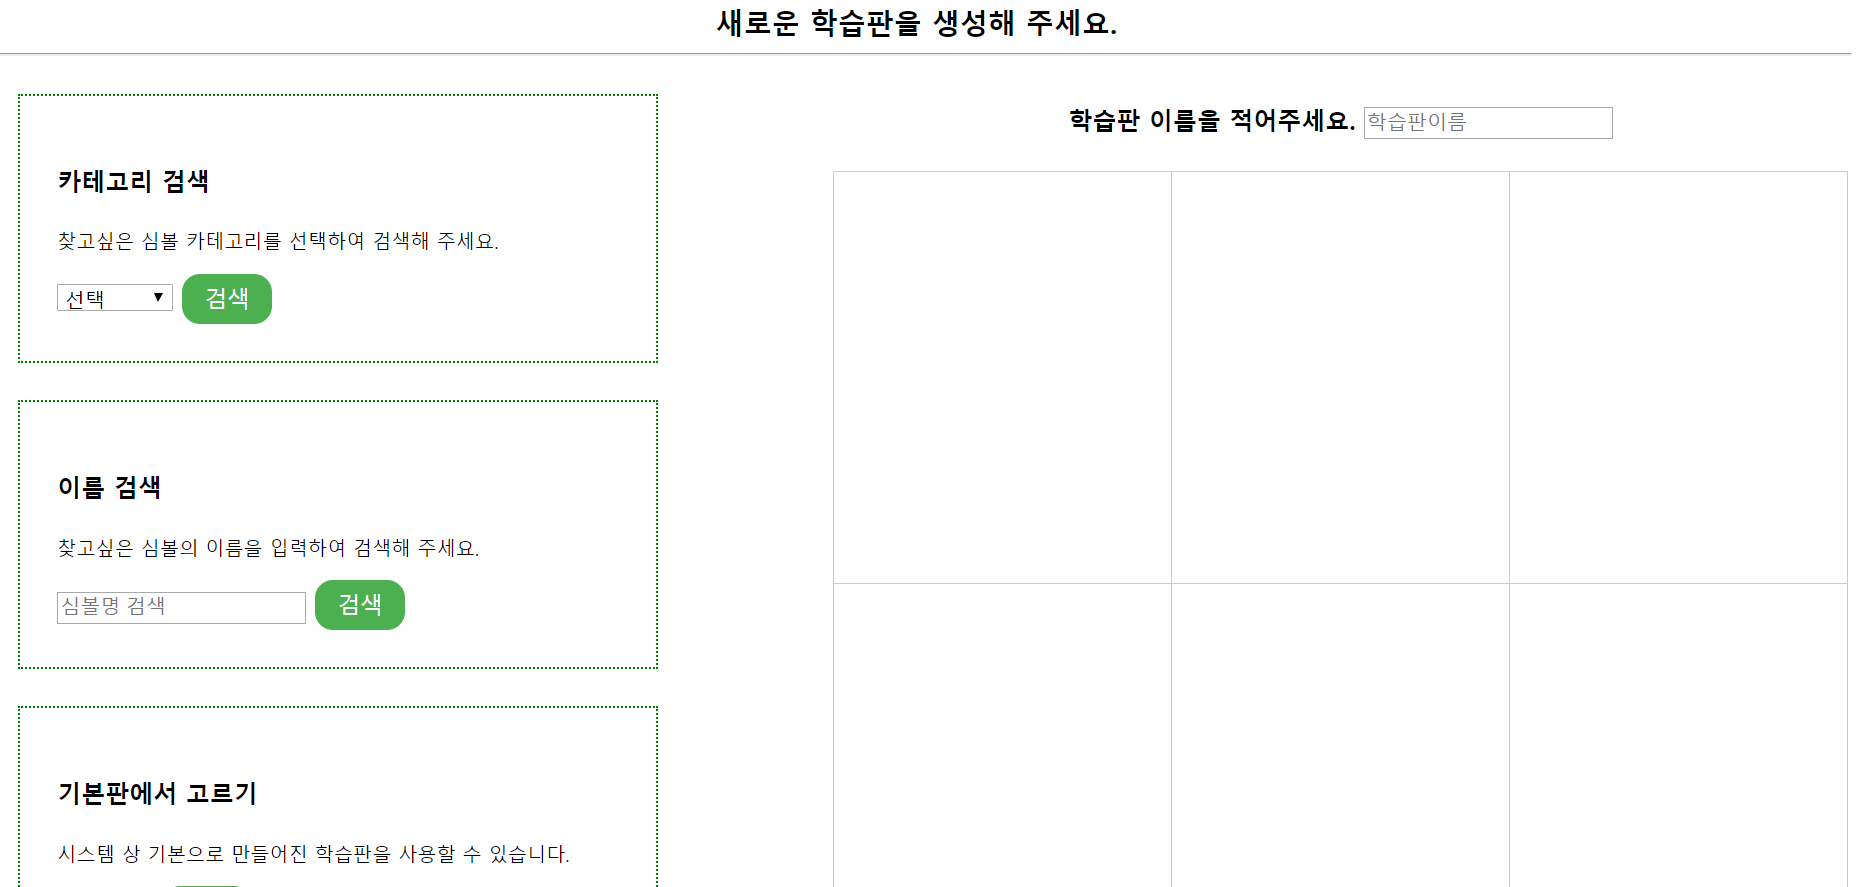 새로운 학습판을 생성해 주세요.
카테고리 검색
찾고싶은 심볼 카테고리를 선택하여 검색해 주세요.
선택 ▼ 검색
이름 검색
찾고싶은 심볼의 이름을 입력하여 검색해 주세요.
심볼명 검색 검색
기본판에서 고르기
시스템 상 기본으로 만들어진 학습판을 사용할 수 있습니다.
학습판 이름을 적어주세요. 학습판이름